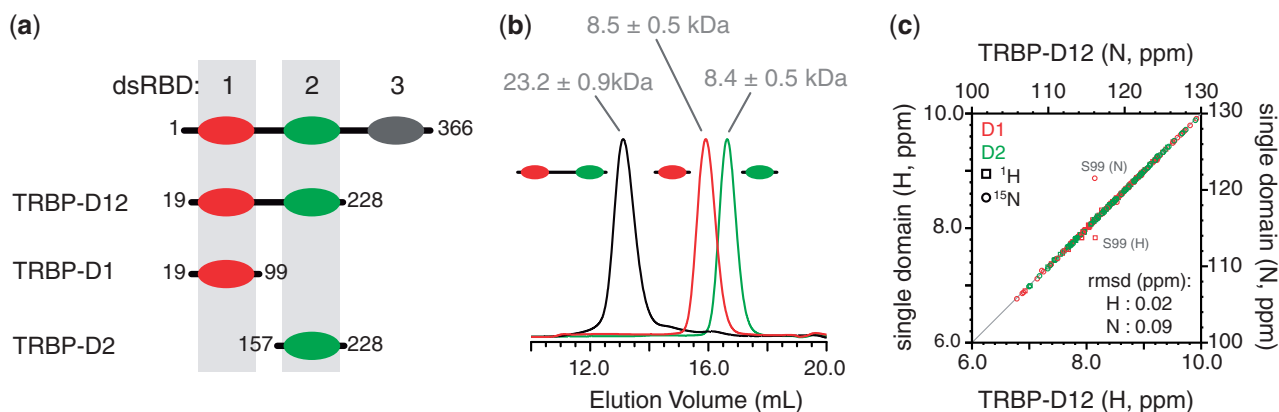 (a)
dsRBD: 1 2 3
1 366
TRBP-D12 19 228
TRBP-D1 19 99
TRBP-D2 157 228
(b)
8.5 ± 0.5 kDa
23.2 ± 0.9kDa
8.4 ± 0.5 kDa
12.0 16.0 20.0
Elution Volume (mL)
(c)
TRBP-D12 (N, ppm)
100 110 120 130
10.0 130
D1
D2
1H
15N
S99 (N)
120
8.0
S99 (H)
110
rmsd (ppm):
H : 0.02
N : 0.09
6.0 100
single domain (H, ppm)
single domain (N, ppm)
6.0 8.0 10.0
TRBP-D12 (H, ppm)